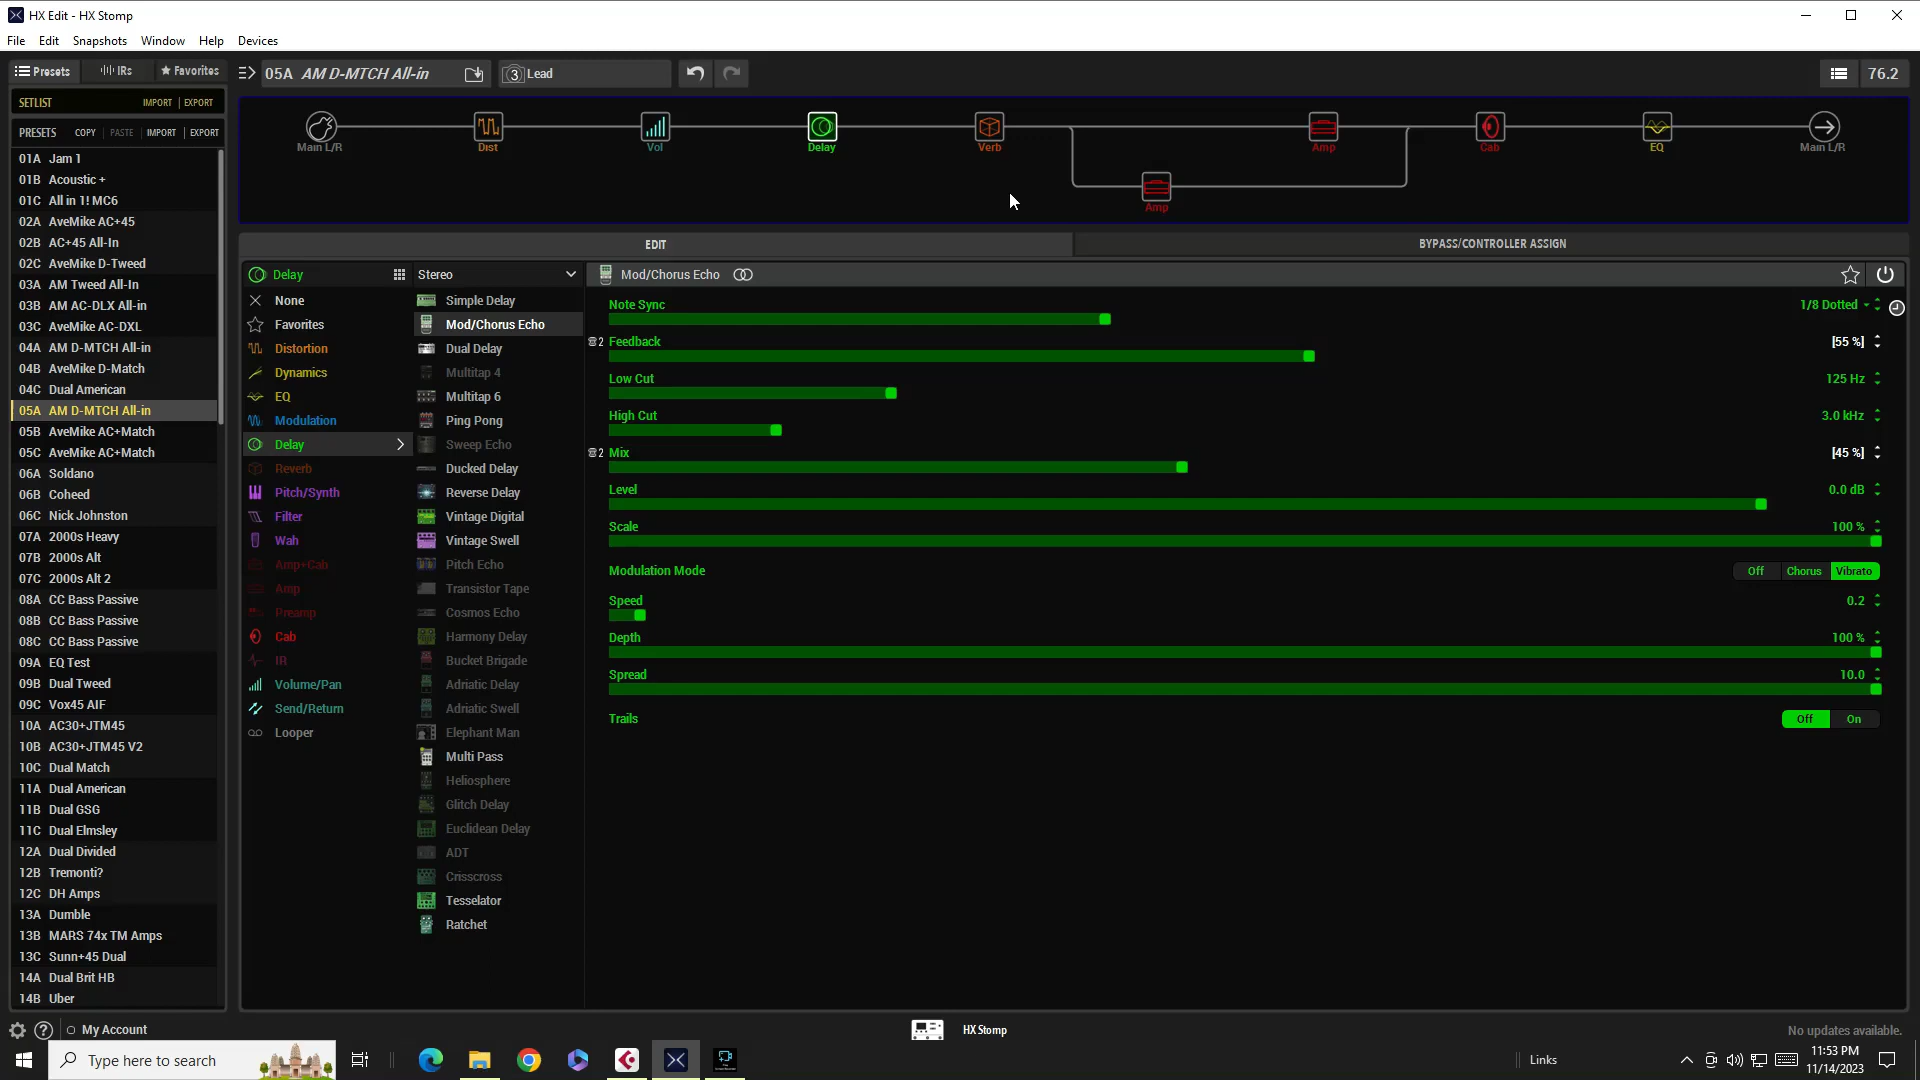 HX Edit - HX Stomp
File Edit Snapshots Window Help Devices
Presets IRs Favorites
05A AM D-MTCH All-in
3 Lead
76.2
SETLIST IMPORT | EXPORT
PRESETS COPY | PASTE | IMPORT | EXPORT
01A Jam 1
01B Acoustic +
01C All in 1! MC6
02A AveMike AC+45
02B AC+45 All-In
02C AveMike D-Tweed
03A AM Tweed All-In
03B AM AC-DLX All-in
03C AveMike AC-DXL
04A AM D-MTCH All-in
04B AveMike D-Match
04C Dual American
05A AM D-MTCH All-in
05B AveMike AC+Match
05C AveMike AC+Match
06A Soldano
06B Coheed
06C Nick Johnston
07A 2000s Heavy
07B 2000s Alt
07C 2000s Alt 2
08A CC Bass Passive
08B CC Bass Passive
08C CC Bass Passive
09A EQ Test
09B Dual Tweed
09C Vox45 AIF
10A AC30+JTM45
10B AC30+JTM45 V2
10C Dual Match
11A Dual American
11B Dual GSG
11C Dual Elmsley
12A Dual Divided
12B Tremonti?
12C DH Amps
13A Dumble
13B MARS 74x TM Amps
13C Sunn+45 Dual
14A Dual Brit HB
14B Uber
Main L/R Dist Vol Delay Verb Amp Cab EQ Main L/R
Amp
EDIT BYPASS/CONTROLLER ASSIGN
Delay
None
Favorites
Distortion
Dynamics
EQ
Modulation
Delay
Reverb
Pitch/Synth
Filter
Wah
Amp+Cab
Amp
Preamp
Cab
IR
Volume/Pan
Send/Return
Looper
Stereo
Simple Delay
Mod/Chorus Echo
Dual Delay
Multitap 4
Multitap 6
Ping Pong
Sweep Echo
Ducked Delay
Reverse Delay
Vintage Digital
Vintage Swell
Pitch Echo
Transistor Tape
Cosmos Echo
Harmony Delay
Bucket Brigade
Adriatic Delay
Adriatic Swell
Elephant Man
Multi Pass
Heliosphere
Glitch Delay
Euclidean Delay
ADT
Crisscross
Tesselator
Ratchet
Mod/Chorus Echo
Note Sync 1/8 Dotted
2 Feedback [55 %]
Low Cut 125 Hz
High Cut 3.0 kHz
2 Mix [45 %]
Level 0.0 dB
Scale 100 %
Modulation Mode Off Chorus Vibrato
Speed 0.2
Depth 100 %
Spread 10.0
Trails Off On
? My Account
HX Stomp
No updates available.
Type here to search
Links
11:53 PM
11/14/2023